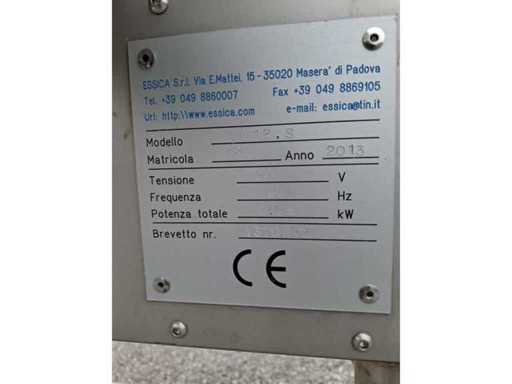 ESSICA S.r.l. Via E.Mattei, 15 - 35020 Masera' di Padova
Tel. +39 049 8860007 Fax +39 049 8869105
Url: http:\\www.essica.com e-mail: essica@tin.it
Modello
Matricola Anno 2013
Tensione V
Frequenza Hz
Potenza totale kW
Brevetto nr.
CE